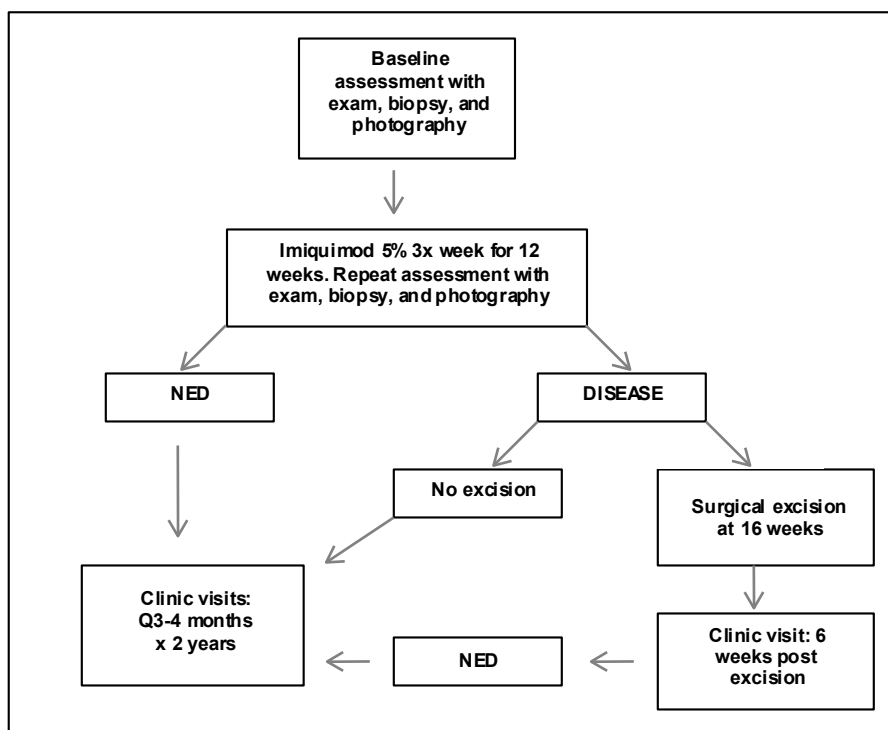 Baseline
assessment with
exam, biopsy, and
photography
Imiquimod 5% 3x week for 12
weeks. Repeat assessment with
exam, biopsy, and photography
NED
DISEASE
No excision
Surgical excision
at 16 weeks
Clinic visits:
Q3-4 months
x 2 years
NED
Clinic visit: 6
weeks post
excision